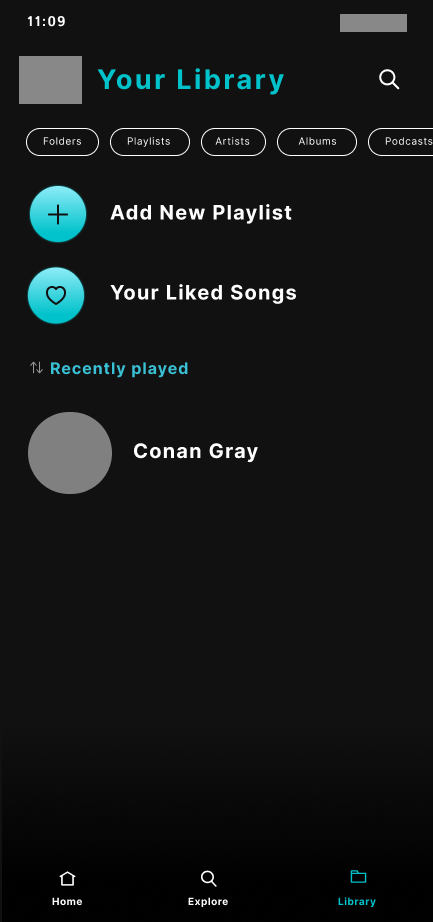 11:09
Your Library
Folders Playlists Artists Albums Podcasts
Add New Playlist
Your Liked Songs
Recently played
Conan Gray
Home Explore Library